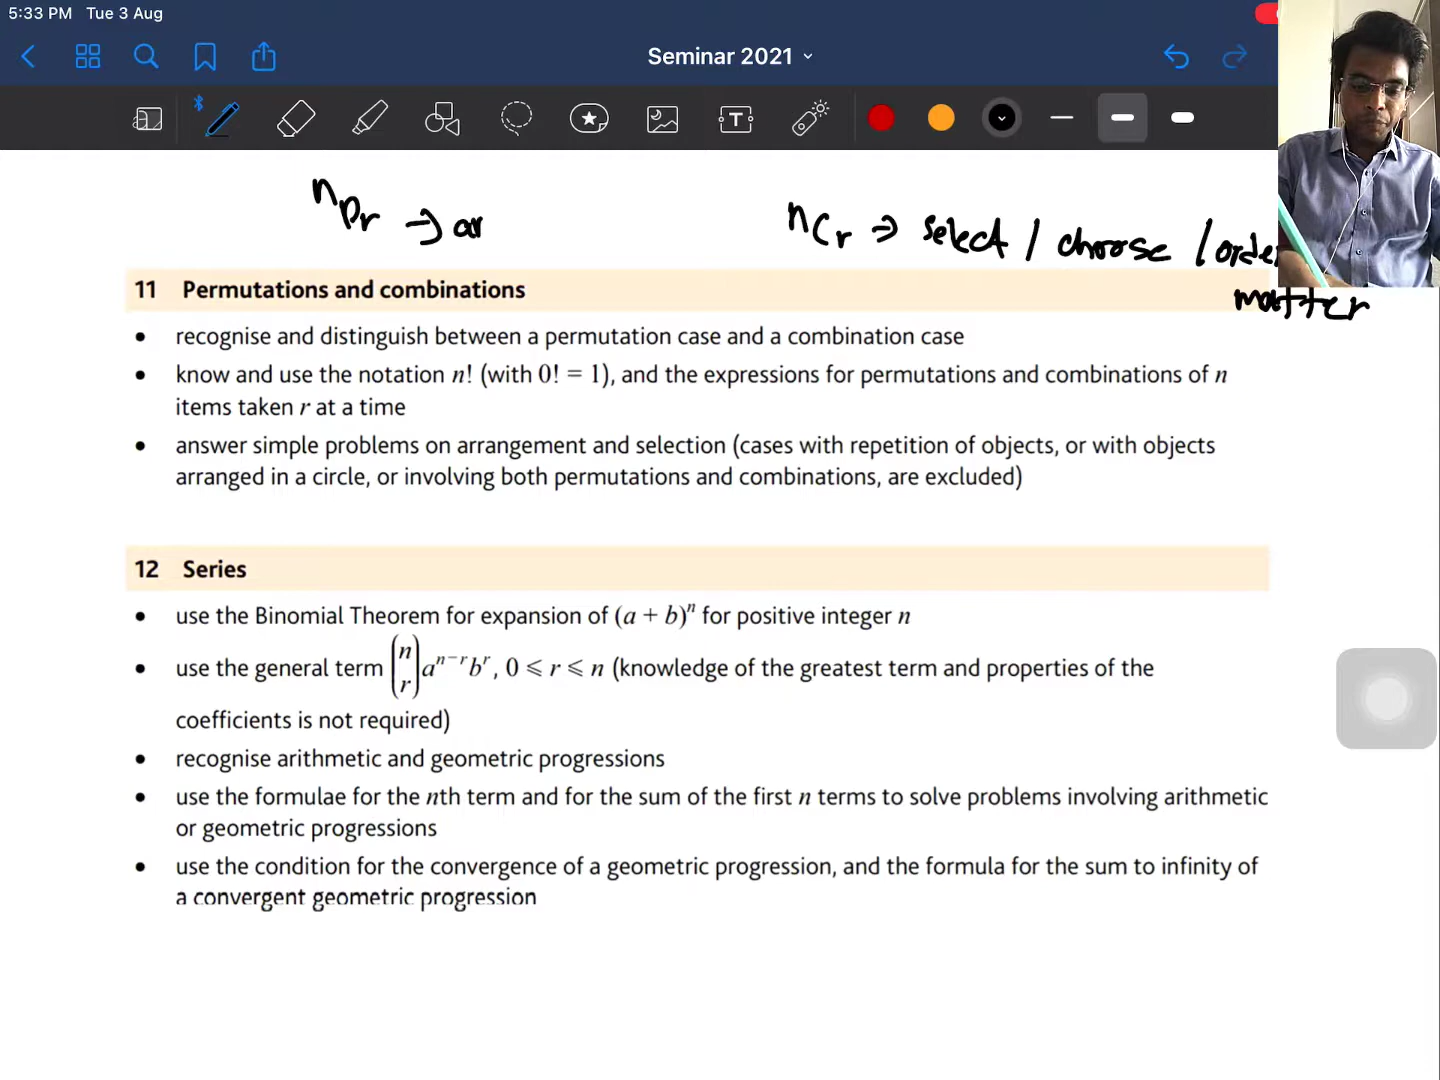 5:33 PM Tue 3 Aug
Seminar 2021
nPr → ar
nCr ⇒ select / choose / order
matter
11 Permutations and combinations
• recognise and distinguish between a permutation case and a combination case
• know and use the notation n! (with 0! = 1), and the expressions for permutations and combinations of n
items taken r at a time
• answer simple problems on arrangement and selection (cases with repetition of objects, or with objects
arranged in a circle, or involving both permutations and combinations, are excluded)
12 Series
• use the Binomial Theorem for expansion of (a + b)ⁿ for positive integer n
• use the general term (n r) aⁿ⁻ʳbʳ, 0 ⩽ r ⩽ n (knowledge of the greatest term and properties of the
coefficients is not required)
• recognise arithmetic and geometric progressions
• use the formulae for the nth term and for the sum of the first n terms to solve problems involving arithmetic
or geometric progressions
• use the condition for the convergence of a geometric progression, and the formula for the sum to infinity of
a convergent geometric progression